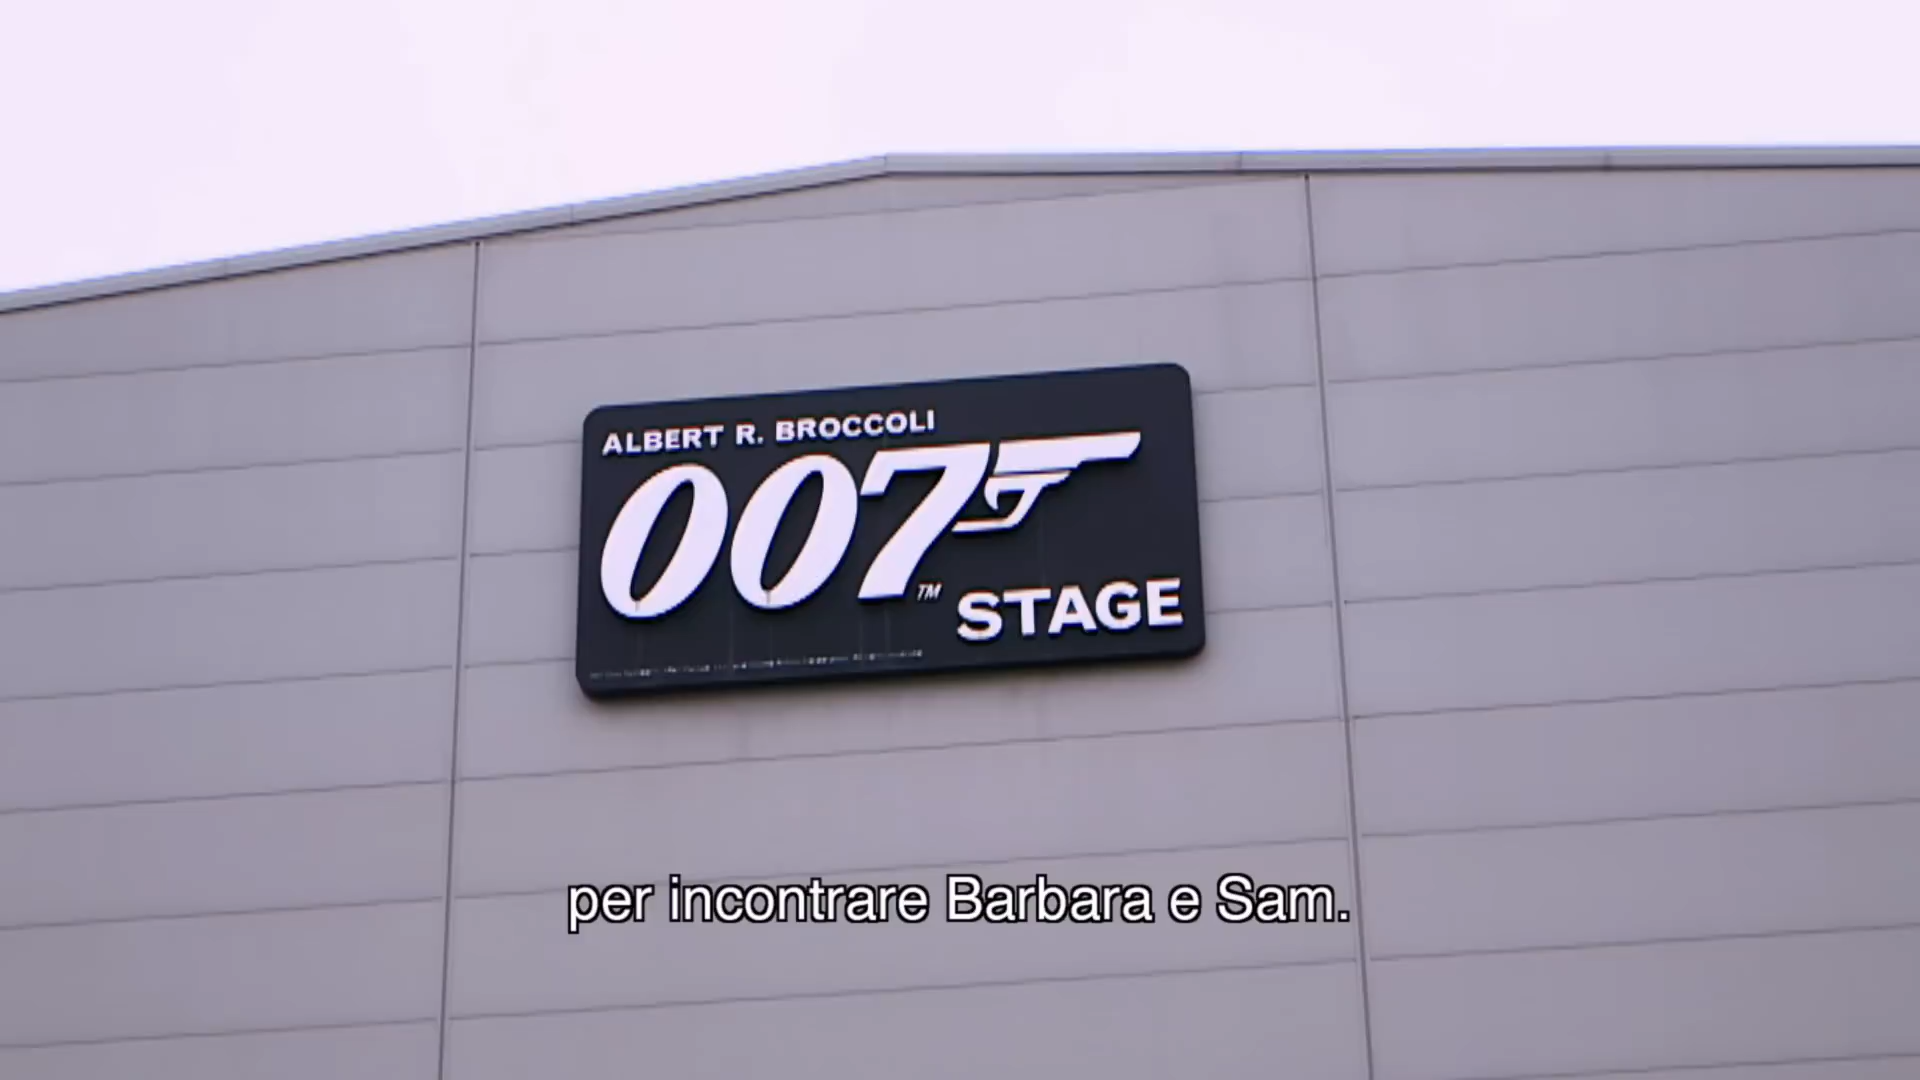 ALBERT R. BROCCOLI
007
TM
STAGE
per incontrare Barbara e Sam.